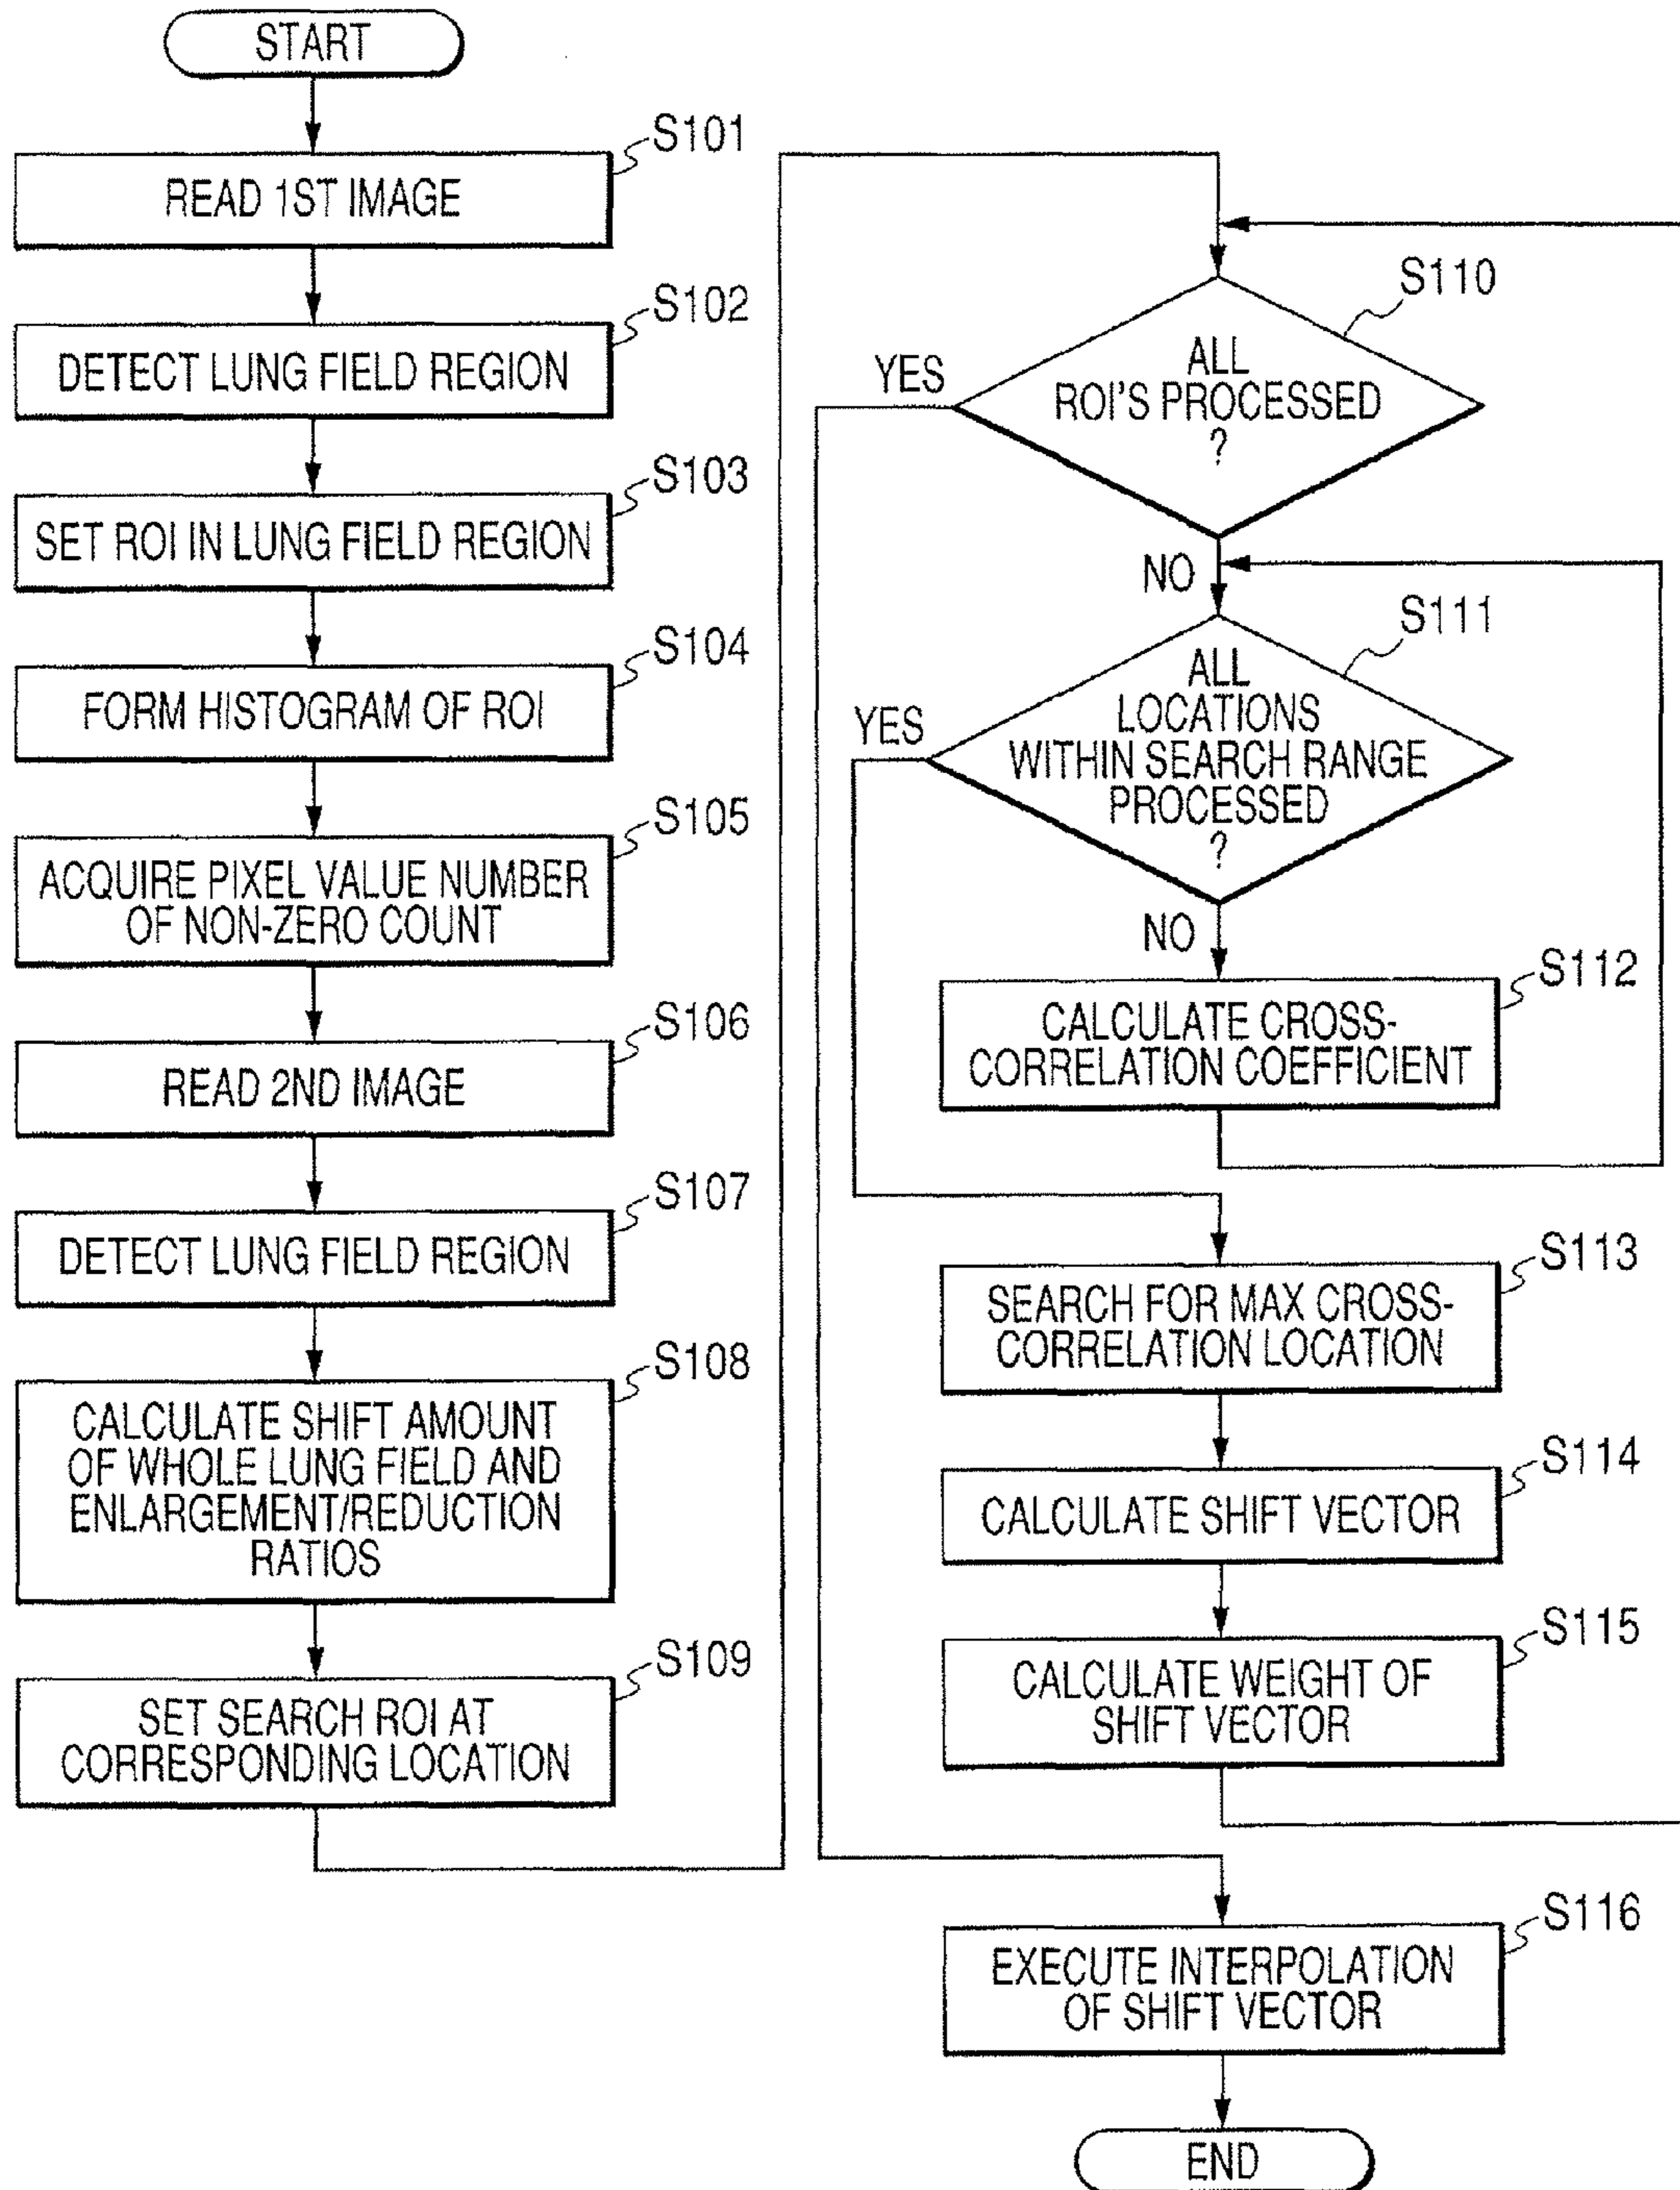 START
S101
READ 1ST IMAGE
S102
DETECT LUNG FIELD REGION
S103
SET ROI IN LUNG FIELD REGION
S104
FORM HISTOGRAM OF ROI
S105
ACQUIRE PIXEL VALUE NUMBER
OF NON-ZERO COUNT
S106
READ 2ND IMAGE
S107
DETECT LUNG FIELD REGION
S108
CALCULATE SHIFT AMOUNT
OF WHOLE LUNG FIELD AND
ENLARGEMENT/REDUCTION
RATIOS
S109
SET SEARCH ROI AT
CORRESPONDING LOCATION
S110
YES
ALL
ROI'S PROCESSED
?
NO
S111
YES
ALL
LOCATIONS
WITHIN SEARCH RANGE
PROCESSED
?
NO
S112
CALCULATE CROSS-
CORRELATION COEFFICIENT
S113
SEARCH FOR MAX CROSS-
CORRELATION LOCATION
S114
CALCULATE SHIFT VECTOR
S115
CALCULATE WEIGHT OF
SHIFT VECTOR
S116
EXECUTE INTERPOLATION
OF SHIFT VECTOR
END